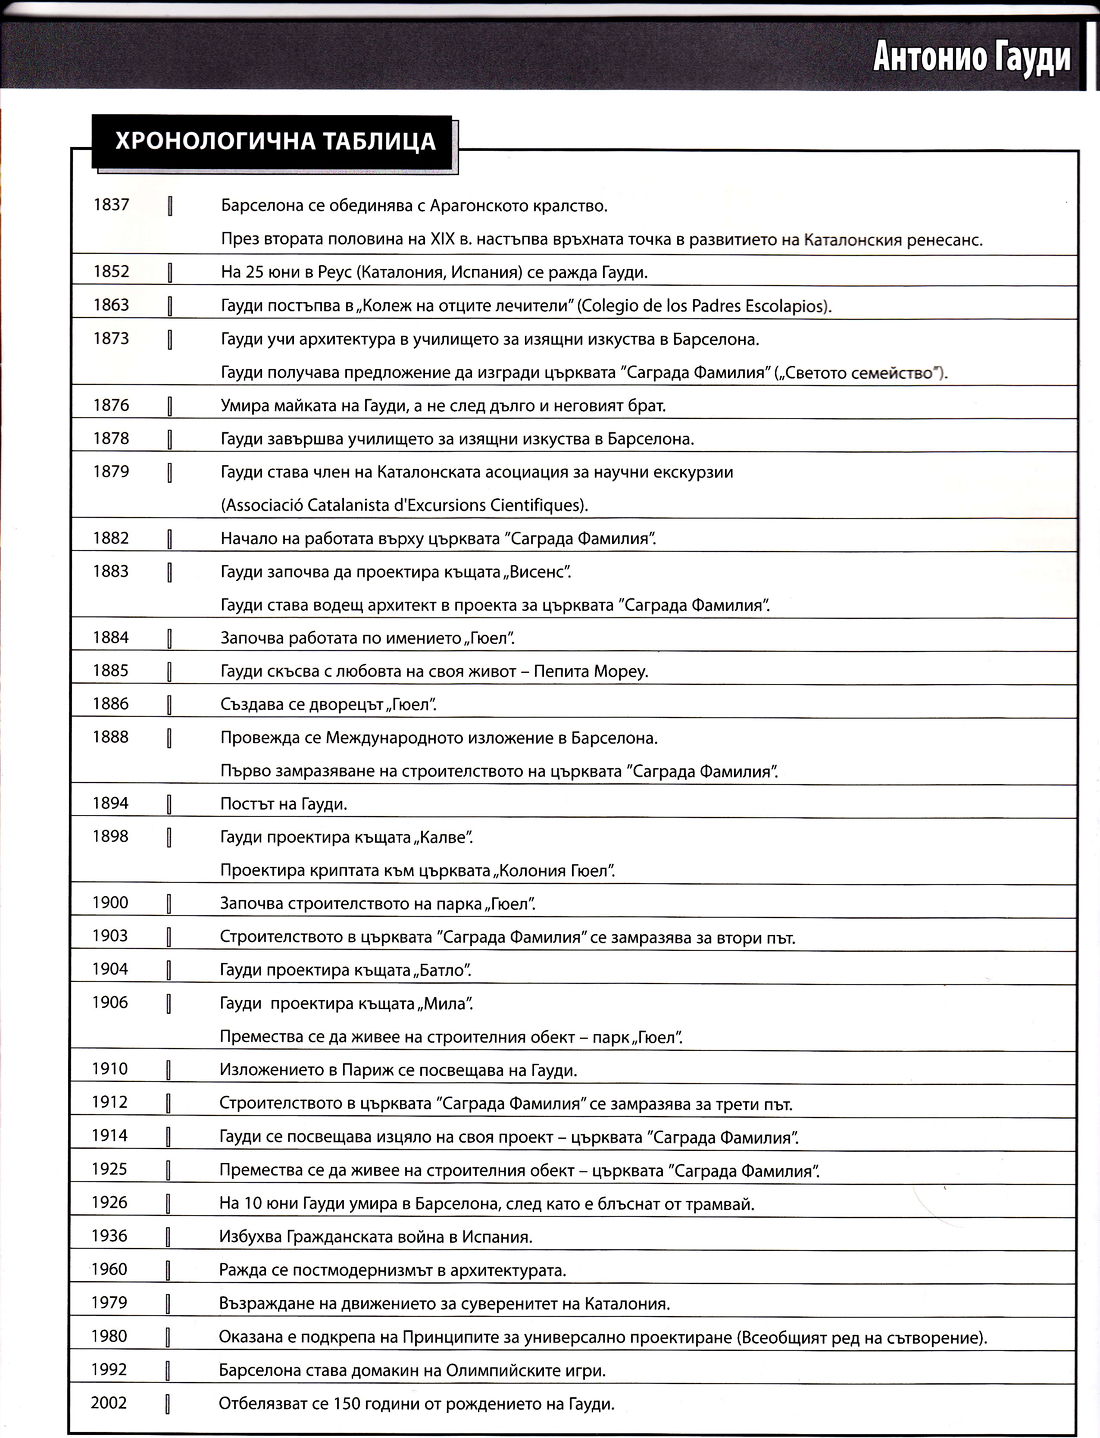 Антонио Гауди
ХРОНОЛОГИЧНА ТАБЛИЦА
1837 Барселона се обединява с Арагонското кралство.
През втората половина на XIX в. настъпва връхната точка в развитието на Каталонския ренесанс.
1852 На 25 юни в Реус (Каталония, Испания) се ражда Гауди.
1863 Гауди постъпва в „Колеж на отците лечители” (Colegio de los Padres Escolapios).
1873 Гауди учи архитектура в училището за изящни изкуства в Барселона.
Гауди получава предложение да изгради църквата ”Саграда Фамилия” („Светото семейство”).
1876 Умира майката на Гауди, а не след дълго и неговият брат.
1878 Гауди завършва училището за изящни изкуства в Барселона.
1879 Гауди става член на Каталонската асоциация за научни екскурзии
(Associació Catalanista d'Excursions Cientifiques).
1882 Начало на работата върху църквата ”Саграда Фамилия”.
1883 Гауди започва да проектира къщата „Висенс”.
Гауди става водещ архитект в проекта за църквата ”Саграда Фамилия”.
1884 Започва работата по имението „Гюел”.
1885 Гауди скъсва с любовта на своя живот – Пепита Мореу.
1886 Създава се дворецът „Гюел”.
1888 Провежда се Международното изложение в Барселона.
Първо замразяване на строителството на църквата ”Саграда Фамилия”.
1894 Постът на Гауди.
1898 Гауди проектира къщата „Калве”.
Проектира криптата към църквата „Колония Гюел”.
1900 Започва строителството на парка „Гюел”.
1903 Строителството в църквата ”Саграда Фамилия” се замразява за втори път.
1904 Гауди проектира къщата „Батло”.
1906 Гауди проектира къщата „Мила”.
Премества се да живее на строителния обект – парк „Гюел”.
1910 Изложението в Париж се посвещава на Гауди.
1912 Строителството в църквата ”Саграда Фамилия” се замразява за трети път.
1914 Гауди се посвещава изцяло на своя проект – църквата ”Саграда Фамилия”.
1925 Премества се да живее на строителния обект – църквата ”Саграда Фамилия”.
1926 На 10 юни Гауди умира в Барселона, след като е блъснат от трамвай.
1936 Избухва Гражданската война в Испания.
1960 Ражда се постмодернизмът в архитектурата.
1979 Възраждане на движението за суверенитет на Каталония.
1980 Оказана е подкрепа на Принципите за универсално проектиране (Всеобщият ред на сътворение).
1992 Барселона става домакин на Олимпийските игри.
2002 Отбелязват се 150 години от рождението на Гауди.